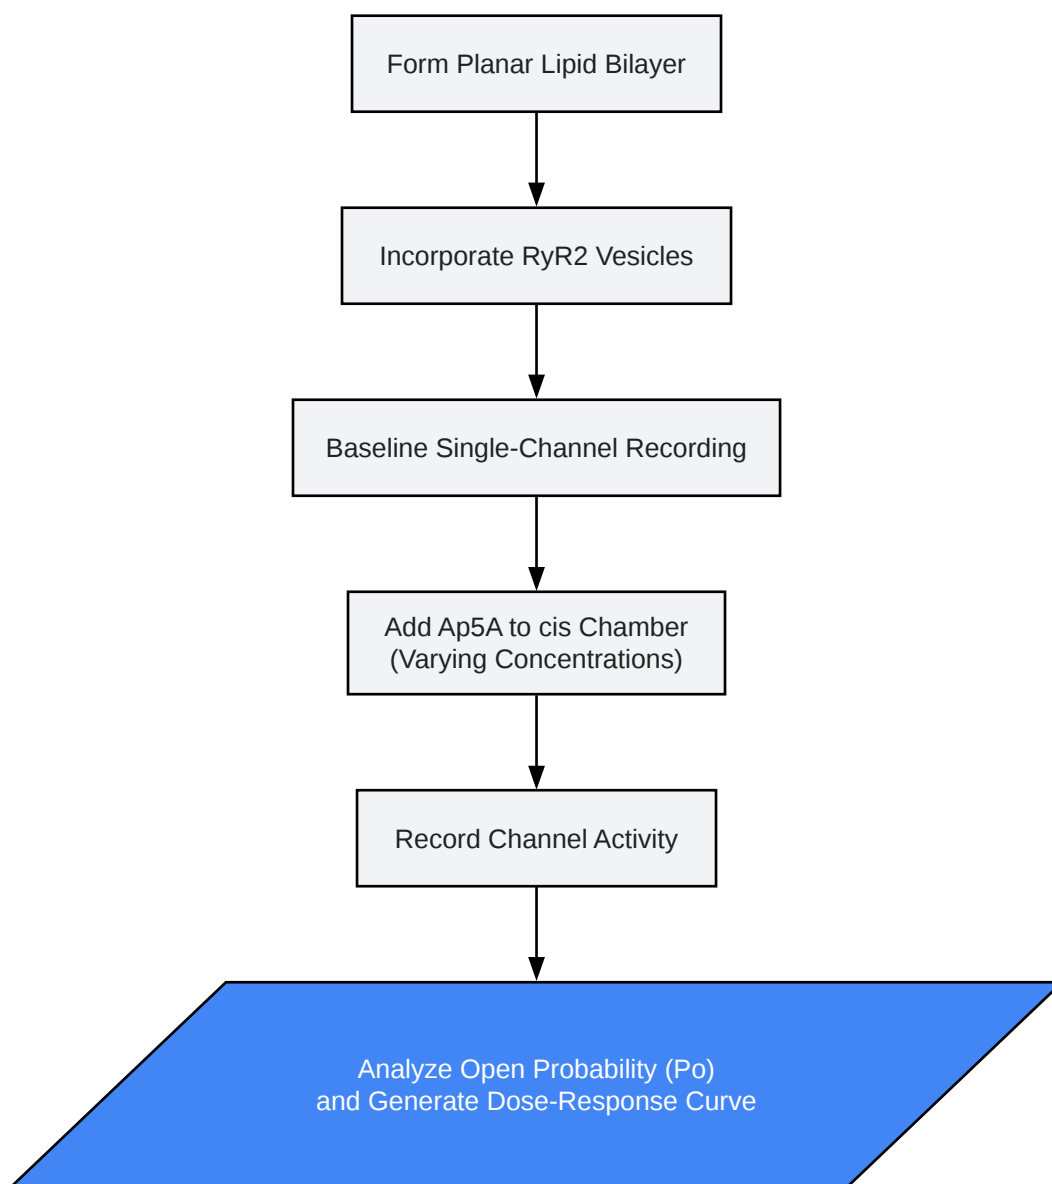 Form Planar Lipid Bilayer
Incorporate RyR2 Vesicles
Baseline Single-Channel Recording
Add Ap5A to cis Chamber
(Varying Concentrations)
Record Channel Activity
Analyze Open Probability (Po)
and Generate Dose-Response Curve